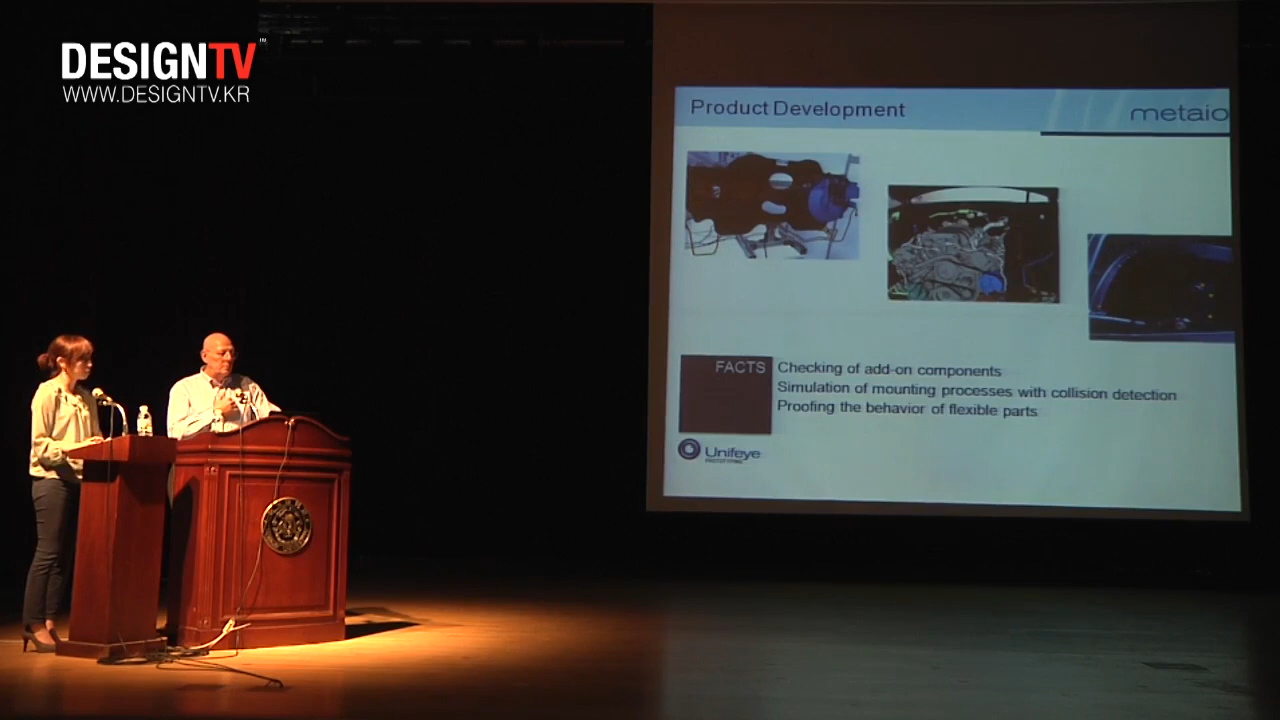 DESIGNTV™
WWW.DESIGNTV.KR
Product Development
metaio
FACTS
Checking of add-on components
Simulation of mounting processes with collision detection
Proofing the behavior of flexible parts
Unifeye